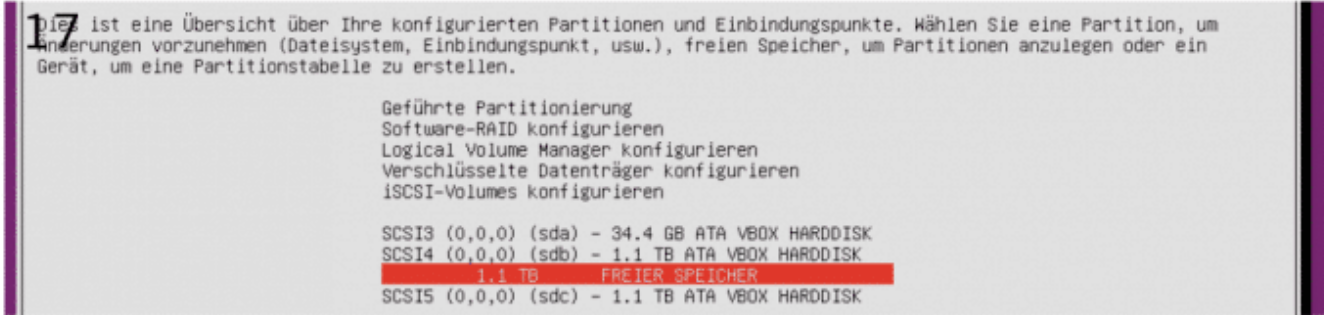 17
Dies ist eine Übersicht über Ihre konfigurierten Partitionen und Einbindungspunkte. Wählen Sie eine Partition, um
Änderungen vorzunehmen (Dateisystem, Einbindungspunkt, usw.), freien Speicher, um Partitionen anzulegen oder ein
Gerät, um eine Partitionstabelle zu erstellen.
Geführte Partitionierung
Software-RAID konfigurieren
Logical Volume Manager konfigurieren
Verschlüsselte Datenträger konfigurieren
iSCSI-Volumes konfigurieren
SCSI3 (0,0,0) (sda) - 34.4 GB ATA VBOX HARDDISK
SCSI4 (0,0,0) (sdb) - 1.1 TB ATA VBOX HARDDISK
1.1 TB FREIER SPEICHER
SCSI5 (0,0,0) (sdc) - 1.1 TB ATA VBOX HARDDISK